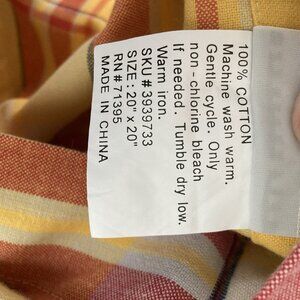 100% COTTON
Machine wash warm.
Gentle cycle. Only
non - chlorine bleach
If needed. Tumble dry low.
Warm iron.
SKU#3939733
SIZE: 20" x 20"
RN # 71395
MADE IN CHINA